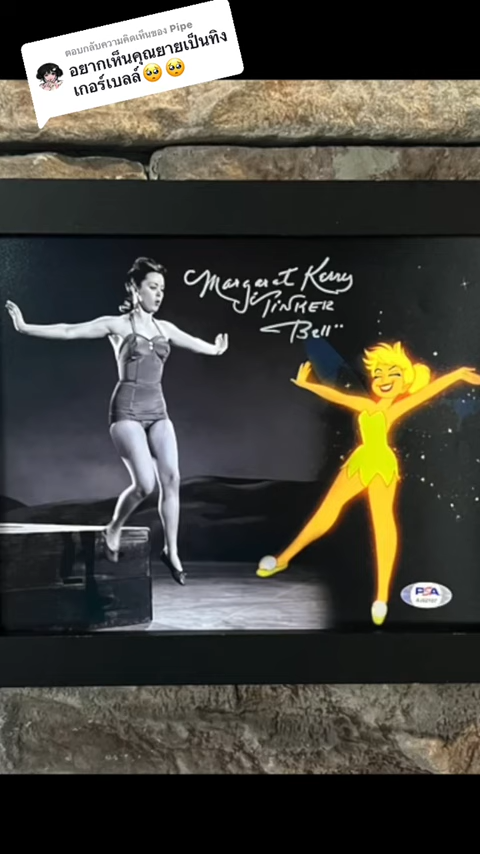 ตอบกลับความคิดเห็นของ Pipe
อยากเห็นคุณยายเป็นทิง
เกอร์เบลล์🥺🥺
Margaret Kerry
"TINKER
Bell"
PSA